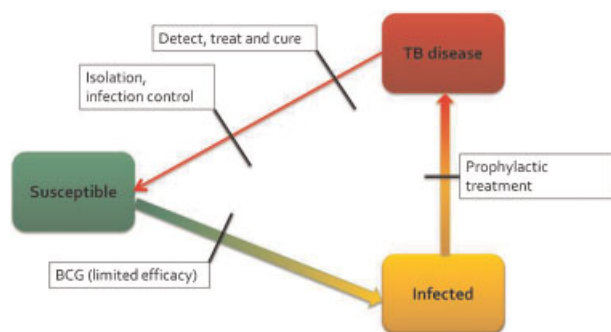 Detect, treat and cure
TB disease
Isolation,
infection control
Susceptible
Prophylactic
treatment
BCG (limited efficacy)
Infected